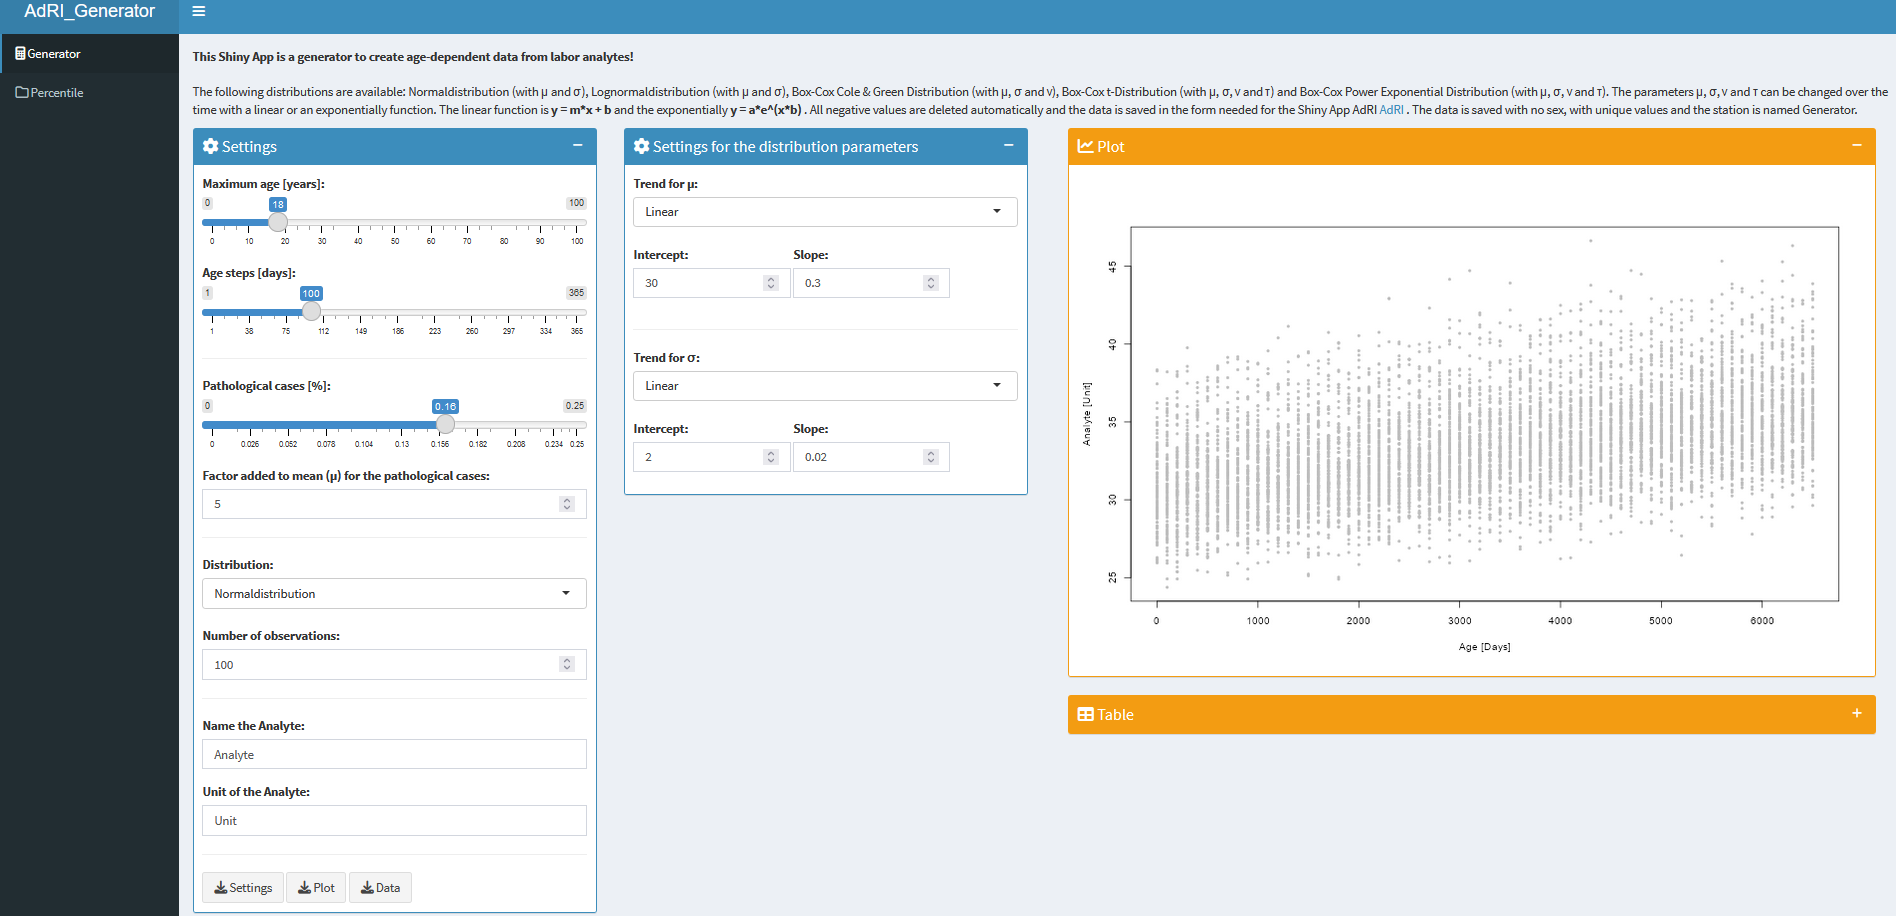 AdRI_Generator
Generator
Percentile
This Shiny App is a generator to create age-dependent data from labor analytes!
The following distributions are available: Normaldistribution (with μ and σ), Lognormaldistribution (with μ and σ), Box-Cox Cole & Green Distribution (with μ, σ and ν), Box-Cox t-Distribution (with μ, σ, ν and τ) and Box-Cox Power Exponential Distribution (with μ, σ, ν and τ). The parameters μ, σ, ν and τ can be changed over the
time with a linear or an exponentially function. The linear function is y = m*x + b and the exponentially y = a*e^(x*b) . All negative values are deleted automatically and the data is saved in the form needed for the Shiny App AdRI AdRI . The data is saved with no sex, with unique values and the station is named Generator.
Settings
Maximum age [years]:
0 18 100
0 10 20 30 40 50 60 70 80 90 100
Age steps [days]:
1 100 365
1 38 75 112 149 186 223 260 297 334 365
Pathological cases [%]:
0 0.16 0.25
0 0.026 0.052 0.078 0.104 0.13 0.156 0.182 0.208 0.234 0.25
Factor added to mean (μ) for the pathological cases:
5
Distribution:
Normaldistribution
Number of observations:
100
Name the Analyte:
Analyte
Unit of the Analyte:
Unit
Settings Plot Data
Settings for the distribution parameters
Trend for μ:
Linear
Intercept: Slope:
30 0.3
Trend for σ:
Linear
Intercept: Slope:
2 0.02
Plot
45
40
35
30
25
Analyte [Unit]
0 1000 2000 3000 4000 5000 6000
Age [Days]
Table